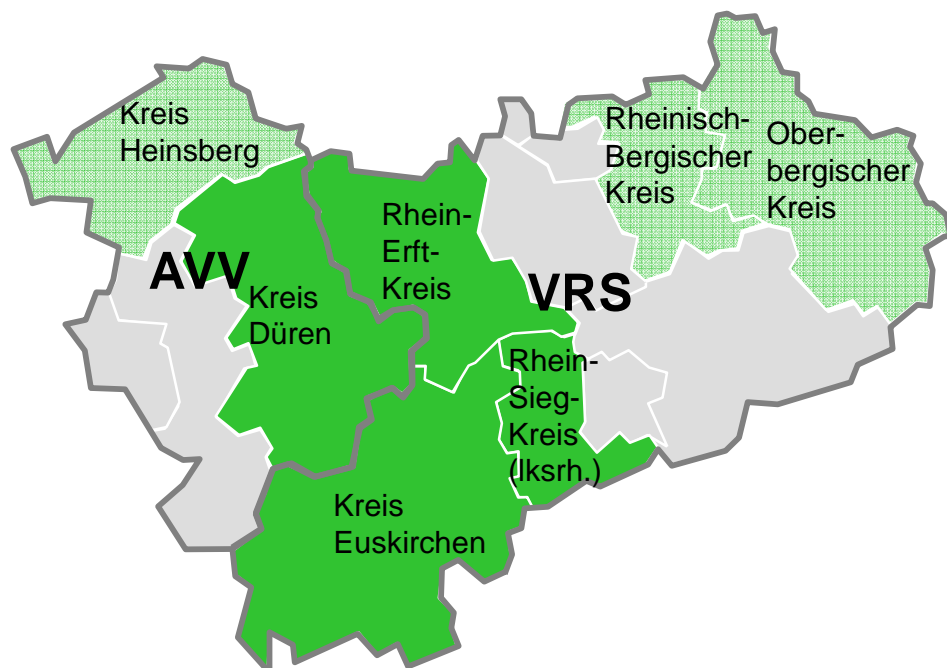 Kreis
Heinsberg
Rheinisch-
Bergischer
Kreis
Ober-
bergischer
Kreis
Rhein-
Erft-
Kreis
AVV
VRS
Kreis
Düren
Rhein-
Sieg-
Kreis
(lksrh.)
Kreis
Euskirchen